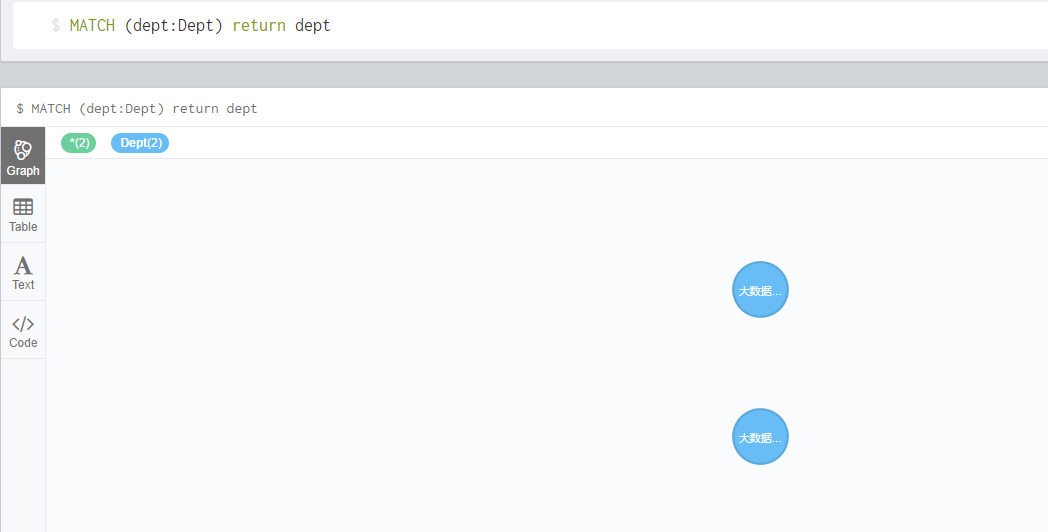 $ MATCH (dept:Dept) return dept
$ MATCH (dept:Dept) return dept
*(2) Dept(2)
Graph
Table
A
Text
</>
Code
大数据...
大数据...